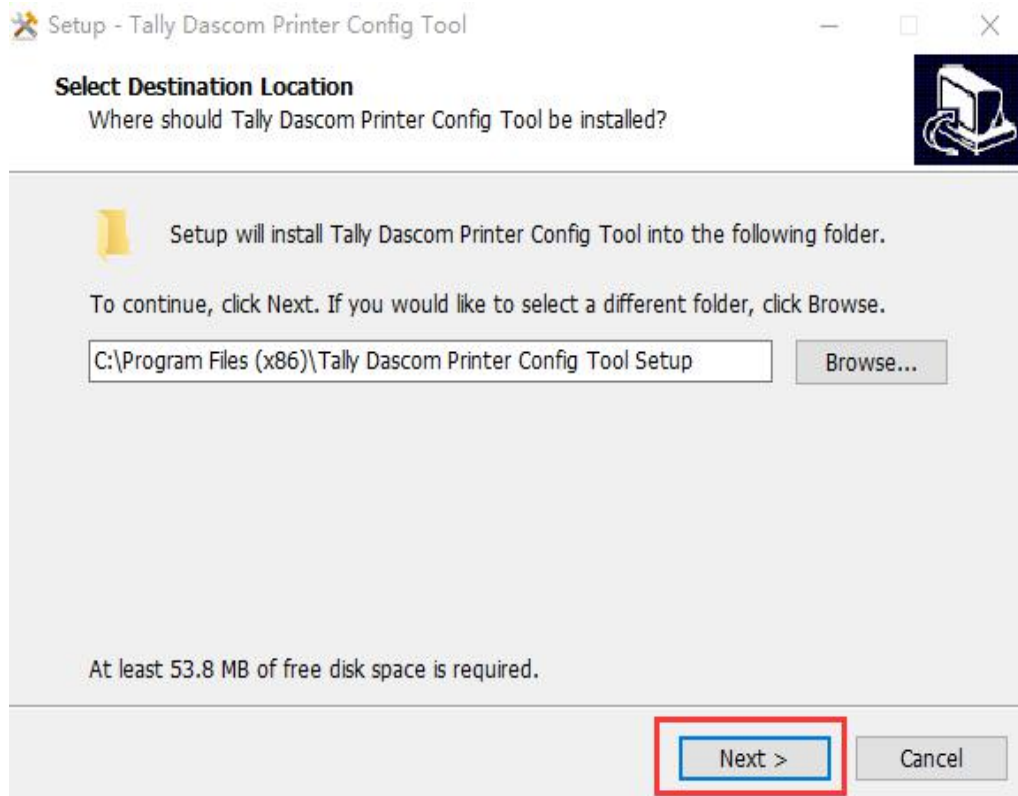 Setup - Tally Dascom Printer Config Tool
Select Destination Location
Where should Tally Dascom Printer Config Tool be installed?
Setup will install Tally Dascom Printer Config Tool into the following folder.
To continue, click Next. If you would like to select a different folder, click Browse.
C:\Program Files (x86)\Tally Dascom Printer Config Tool Setup
Browse...
At least 53.8 MB of free disk space is required.
Next >
Cancel